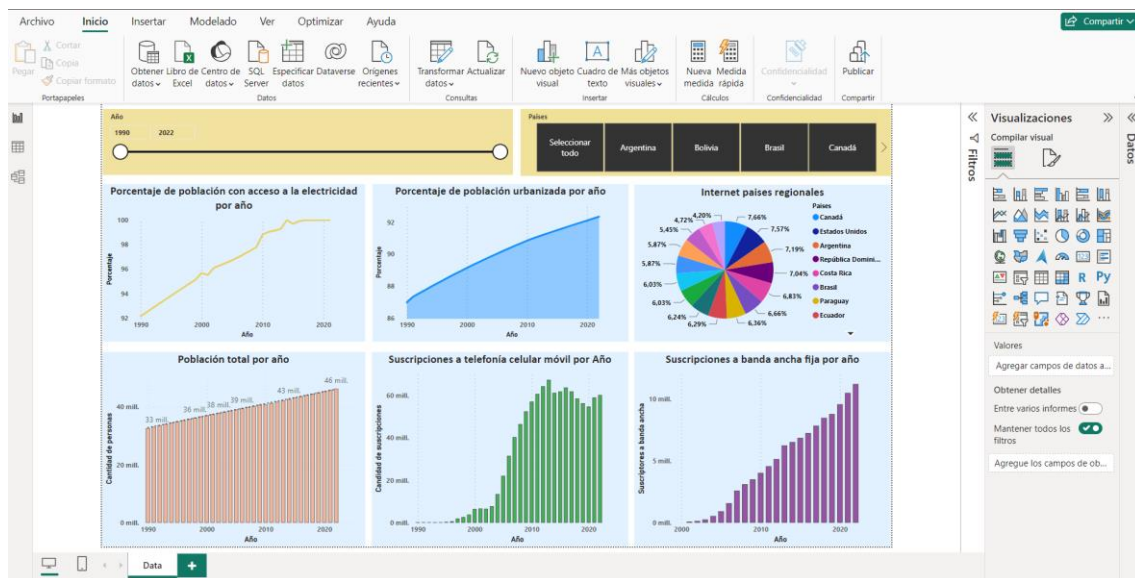 Archivo Inicio Insertar Modelado Ver Optimizar Ayuda
Compartir
Pegar
Cortar
Copia
Copiar formato
Portapapeles
Obtener datos
Libro de Excel
Centro de datos
SQL Server
Especificar datos
Dataverse
Orígenes recientes
Datos
Transformar datos
Actualizar
Consultas
Nuevo objeto visual
Cuadro de texto
Más objetos visuales
Insertar
Nueva medida
Medida rápida
Cálculos
Confidencialidad
Confidencialidad
Publicar
Compartir
Año
1990 2022
Paises
Seleccionar todo
Argentina
Bolivia
Brasil
Canadá
Porcentaje de población con acceso a la electricidad
por año
Porcentaje
100
98
96
94
92
1990 2000 2010 2020
Año
Porcentaje de población urbanizada por año
Porcentaje
92
90
88
86
1990 2000 2010 2020
Año
Internet paises regionales
7,66%
7,57%
7,19%
7,04%
6,83%
6,66%
6,36%
6,29%
6,24%
6,03%
6,03%
5,87%
5,87%
5,45%
4,72%
4,20%
Paises
Canadá
Estados Unidos
Argentina
República Domini...
Costa Rica
Brasil
Paraguay
Ecuador
Población total por año
Cantidad de personas
40 mill.
20 mill.
0 mill.
33 mill.
36 mill.
38 mill.
39 mill.
43 mill.
46 mill.
1990 2000 2010 2020
Año
Suscripciones a telefonía celular móvil por Año
Cantidad de suscripciones
60 mill.
40 mill.
20 mill.
0 mill.
1990 2000 2010 2020
Año
Suscripciones a banda ancha fija por año
Suscriptores a banda ancha
10 mill.
5 mill.
0 mill.
2000 2010 2020
Año
Filtros
Visualizaciones
Compilar visual
R Py
123
Valores
Agregar campos de datos a...
Obtener detalles
Entre varios informes
Mantener todos los
filtros
Agregue los campos de ob...
Datos
Data